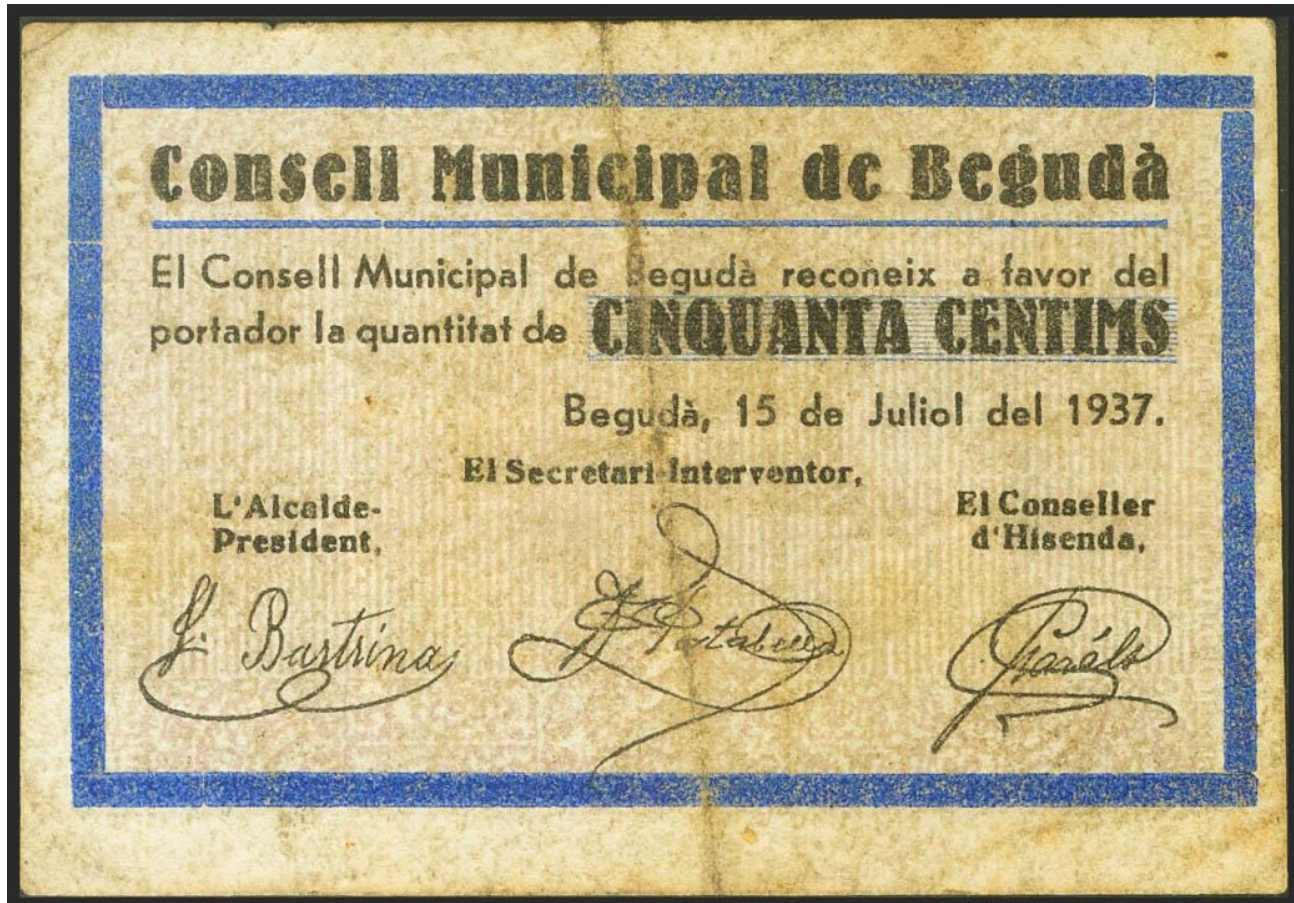 Consell Municipal de Begudà
El Consell Municipal de Begudà reconeix a favor del
portador la quantitat de CINQUANTA CENTIMS
Begudà, 15 de Juliol del 1937.
El Secretari-Interventor,
L'Alcalde-
President,
El Conseller
d'Hisenda,
Bartrina